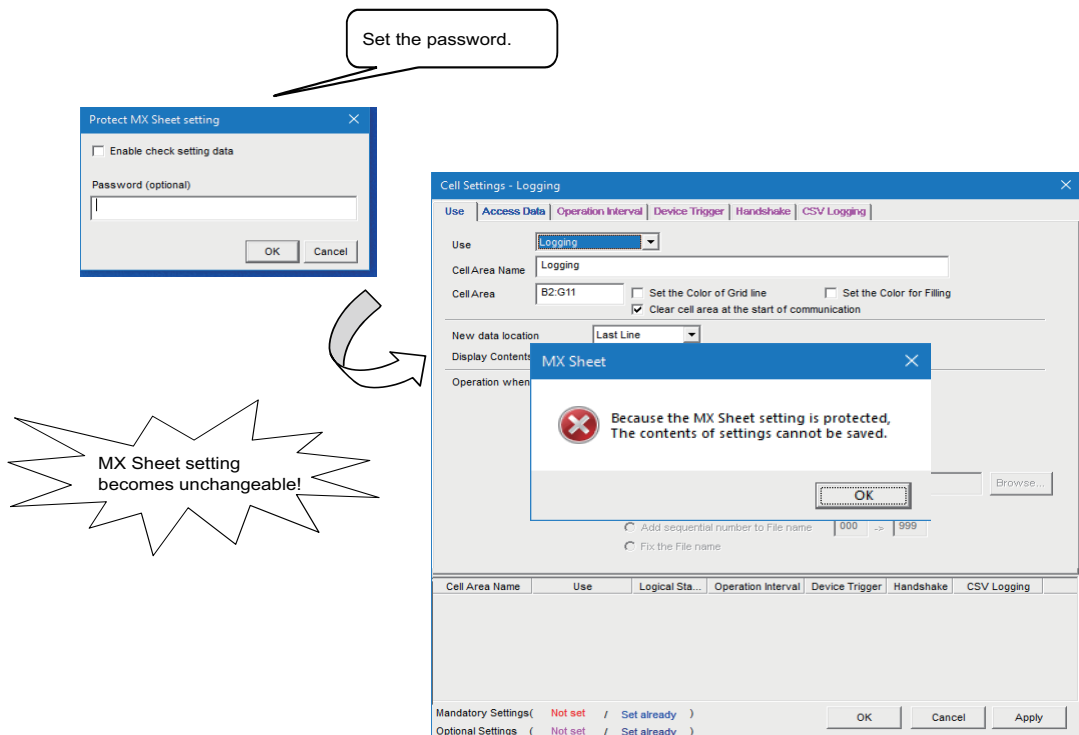 Set the password.
Protect MX Sheet setting
Enable check setting data
Password (optional)
OK Cancel
Cell Settings - Logging
Use Access Data Operation Interval Device Trigger Handshake CSV Logging
Use Logging
Cell Area Name Logging
Cell Area B2:G11 Set the Color of Grid line Set the Color for Filling
Clear cell area at the start of communication
New data location Last Line
Display Contents
Operation when
MX Sheet
Because the MX Sheet setting is protected,
The contents of settings cannot be saved.
OK
Browse...
Add sequential number to File name 000 -> 999
Fix the File name
MX Sheet setting
becomes unchangeable!
Cell Area Name Use Logical Sta... Operation Interval Device Trigger Handshake CSV Logging
Mandatory Settings( Not set / Set already )
Optional Settings ( Not set / Set already )
OK Cancel Apply